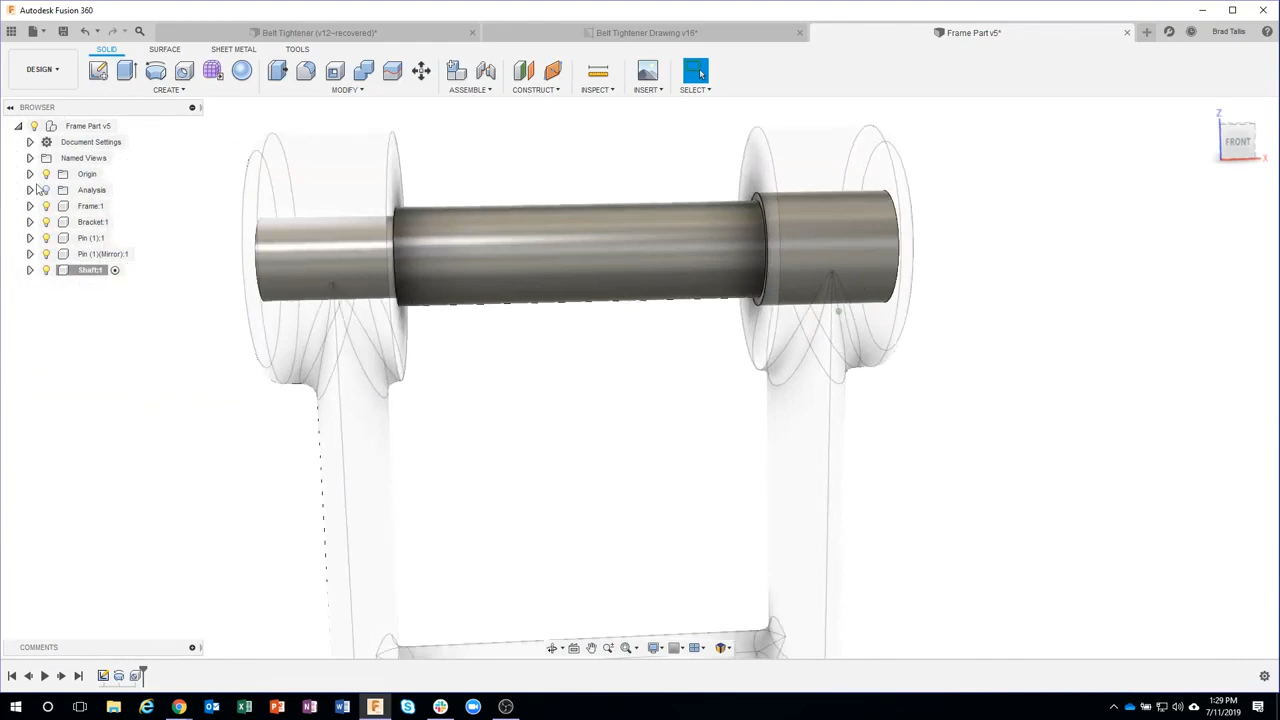 Autodesk Fusion 360
Belt Tightener (v12~recovered)*
Belt Tightener Drawing v16*
Frame Part v5*
Brad Tallis
SOLID SURFACE SHEET METAL TOOLS
DESIGN
CREATE MODIFY ASSEMBLE CONSTRUCT INSPECT INSERT SELECT
BROWSER
Frame Part v5
Document Settings
Named Views
Origin
Analysis
Frame:1
Bracket:1
Pin (1):1
Pin (1)(Mirror):1
Shaft:1
Z
FRONT
X
COMMENTS
1:29 PM
7/11/2019